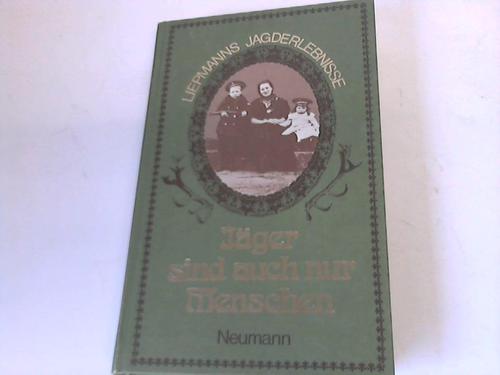 LIEPMANNS JAGDERLEBNISSE
Jäger
sind auch nur
Menschen
Neumann